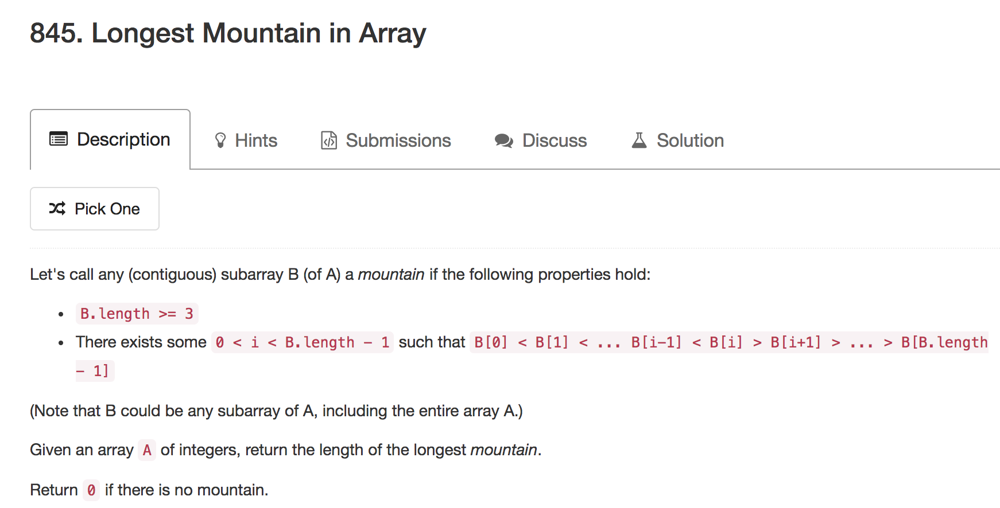 845. Longest Mountain in Array
Description Hints Submissions Discuss Solution
Pick One
Let's call any (contiguous) subarray B (of A) a mountain if the following properties hold:
• B.length >= 3
• There exists some 0 < i < B.length - 1 such that B[0] < B[1] < ... B[i-1] < B[i] > B[i+1] > ... > B[B.length
- 1]
(Note that B could be any subarray of A, including the entire array A.)
Given an array A of integers, return the length of the longest mountain.
Return 0 if there is no mountain.